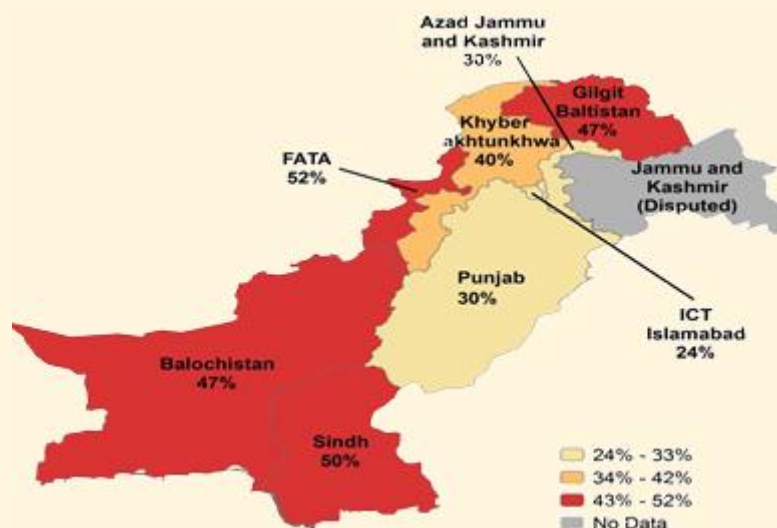 Azad Jammu
and Kashmir
30%
Gilgit
Baltistan
47%
Khyber
akhtunkhwa
40%
FATA
52%
Jammu and
Kashmir
(Disputed)
Punjab
30%
ICT
Islamabad
24%
Balochistan
47%
Sindh
50%
24% - 33%
34% - 42%
43% - 52%
No Data